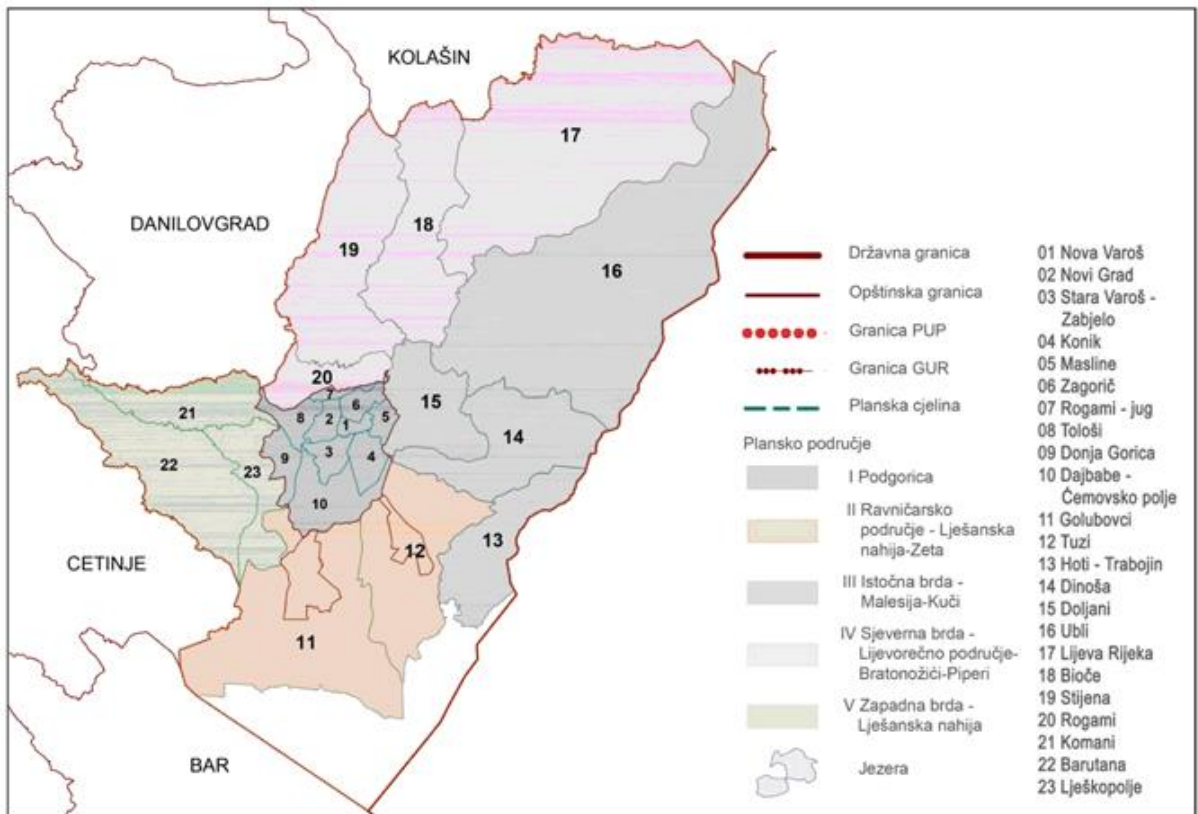 KOLAŠIN
17
DANILOVGRAD
18
19
16
20
7
6
21
8
2
5
15
1
14
3
22
23
9
4
10
13
12
CETINJE
11
BAR
Državna granica
Opštinska granica
Granica PUP
Granica GUR
Planska cjelina
Plansko područje
I Podgorica
II Ravničarsko
područje - Lješanska
nahija-Zeta
III Istočna brda -
Malesija-Kuči
IV Sjeverna brda -
Lijevorečno područje-
Bratonožići-Piperi
V Zapadna brda -
Lješanska nahija
Jezera
01 Nova Varoš
02 Novi Grad
03 Stara Varoš -
Zabjelo
04 Konik
05 Masline
06 Zagorič
07 Rogami - jug
08 Tološi
09 Donja Gorica
10 Dajbabe -
Ćemovsko polje
11 Golubovci
12 Tuzi
13 Hoti - Trabojin
14 Dinoša
15 Doljani
16 Ubli
17 Lijeva Rijeka
18 Bioče
19 Stijena
20 Rogami
21 Komani
22 Barutana
23 Lješkopolje